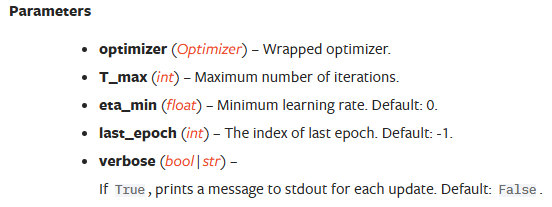 Parameters
• optimizer (Optimizer) – Wrapped optimizer.
• T_max (int) – Maximum number of iterations.
• eta_min (float) – Minimum learning rate. Default: 0.
• last_epoch (int) – The index of last epoch. Default: -1.
• verbose (bool | str) –
If True, prints a message to stdout for each update. Default: False.